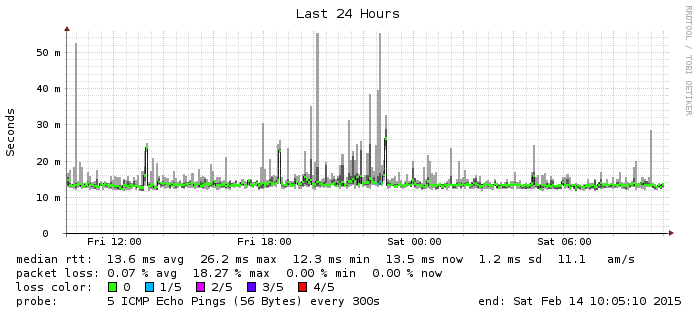 Last 24 Hours
RRDTOOL / TOBI OETIKER
Seconds
50 m
40 m
30 m
20 m
10 m
0
Fri 12:00 Fri 18:00 Sat 00:00 Sat 06:00
median rtt: 13.6 ms avg 26.2 ms max 12.3 ms min 13.5 ms now 1.2 ms sd 11.1 am/s
packet loss: 0.07 % avg 18.27 % max 0.00 % min 0.00 % now
loss color: 0 1/5 2/5 3/5 4/5
probe: 5 ICMP Echo Pings (56 Bytes) every 300s end: Sat Feb 14 10:05:10 2015